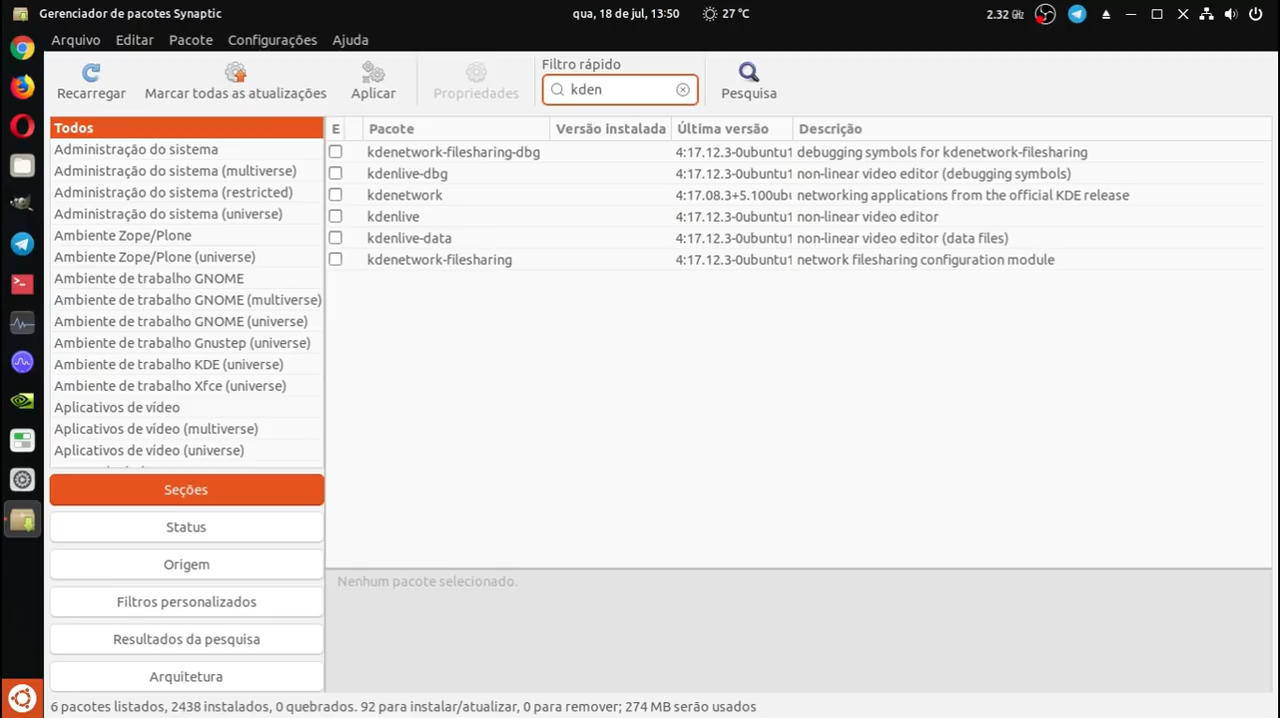 Gerenciador de pacotes Synaptic
qua, 18 de jul, 13:50
27 °C
2.32 GHz
Arquivo Editar Pacote Configurações Ajuda
Recarregar
Marcar todas as atualizações
Aplicar
Propriedades
Filtro rápido
kden
Pesquisa
Todos
Administração do sistema
Administração do sistema (multiverse)
Administração do sistema (restricted)
Administração do sistema (universe)
Ambiente Zope/Plone
Ambiente Zope/Plone (universe)
Ambiente de trabalho GNOME
Ambiente de trabalho GNOME (multiverse)
Ambiente de trabalho GNOME (universe)
Ambiente de trabalho Gnustep (universe)
Ambiente de trabalho KDE (universe)
Ambiente de trabalho Xfce (universe)
Aplicativos de vídeo
Aplicativos de vídeo (multiverse)
Aplicativos de vídeo (universe)
Seções
Status
Origem
Filtros personalizados
Resultados da pesquisa
Arquitetura
E Pacote Versão instalada Última versão Descrição
kdenetwork-filesharing-dbg 4:17.12.3-0ubuntu1 debugging symbols for kdenetwork-filesharing
kdenlive-dbg 4:17.12.3-0ubuntu1 non-linear video editor (debugging symbols)
kdenetwork 4:17.08.3+5.100ubu networking applications from the official KDE release
kdenlive 4:17.12.3-0ubuntu1 non-linear video editor
kdenlive-data 4:17.12.3-0ubuntu1 non-linear video editor (data files)
kdenetwork-filesharing 4:17.12.3-0ubuntu1 network filesharing configuration module
Nenhum pacote selecionado.
6 pacotes listados, 2438 instalados, 0 quebrados. 92 para instalar/atualizar, 0 para remover; 274 MB serão usados